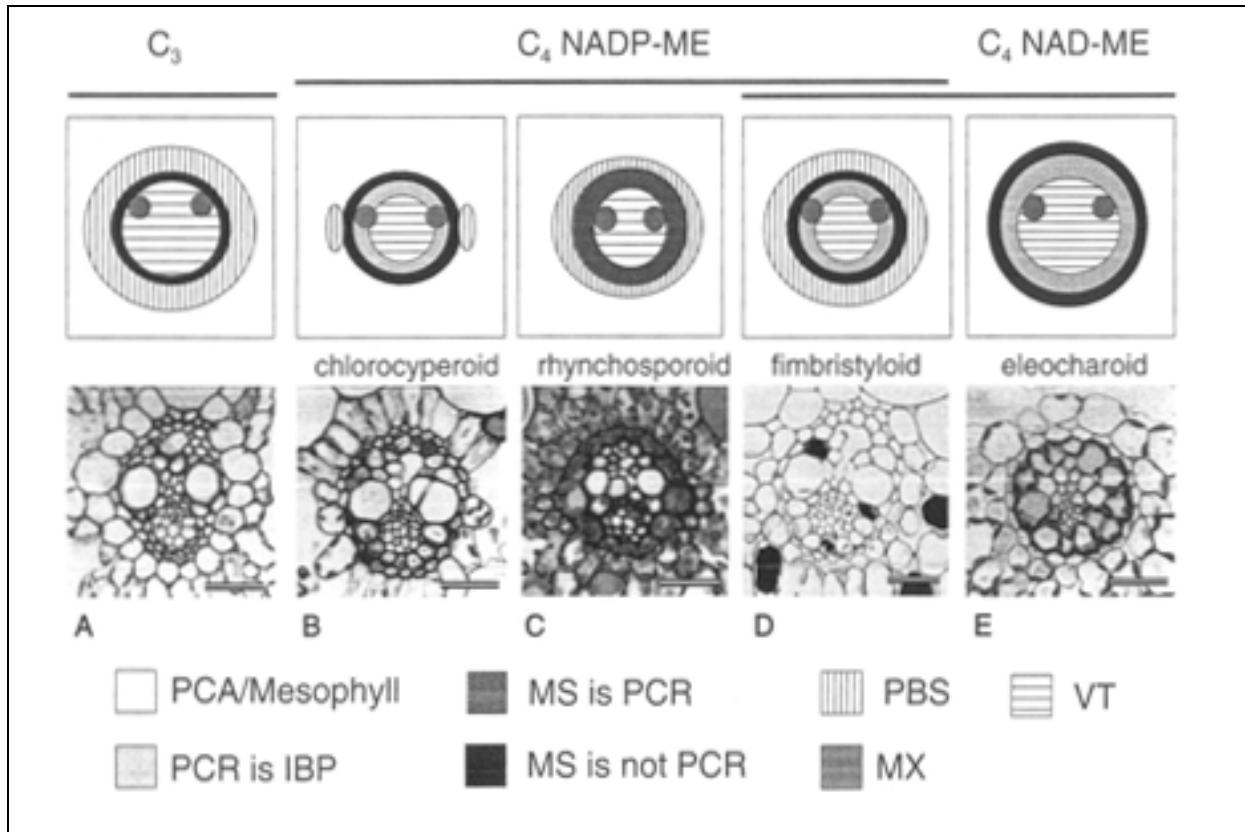 C₃ C₄ NADP-ME C₄ NAD-ME
chlorocyperoid rhynchosporoid fimbristyloid eleocharoid
A B C D E
PCA/Mesophyll MS is PCR PBS VT
PCR is IBP MS is not PCR MX